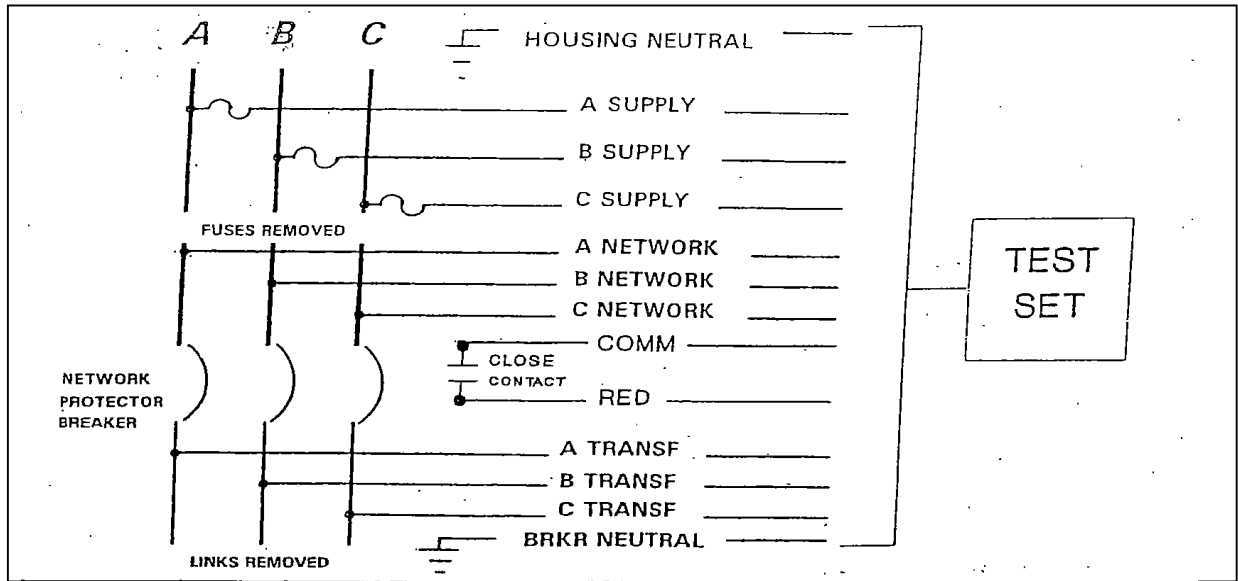 A B C
HOUSING NEUTRAL
A SUPPLY
B SUPPLY
C SUPPLY
FUSES REMOVED
A NETWORK
B NETWORK
C NETWORK
TEST
SET
COMM
CLOSE
CONTACT
RED
NETWORK
PROTECTOR
BREAKER
A TRANSF
B TRANSF
C TRANSF
BRKR NEUTRAL
LINKS REMOVED